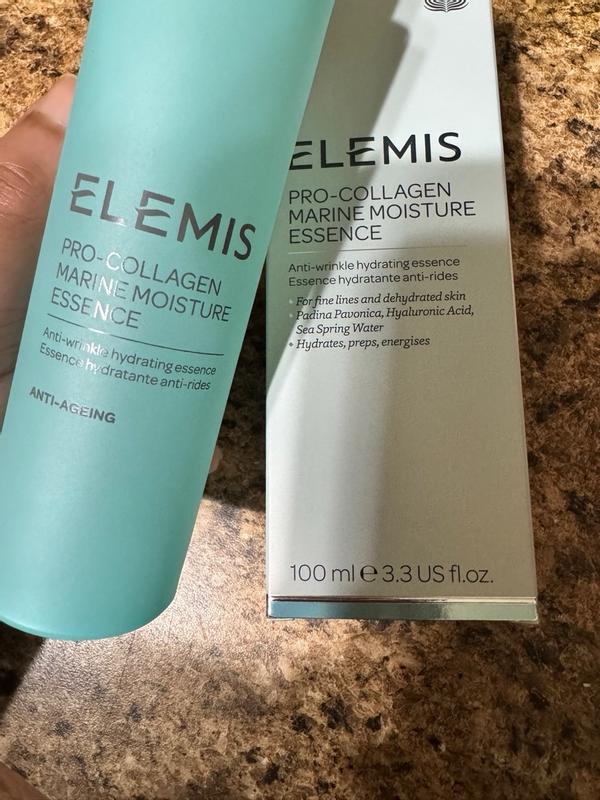 ELEMIS
PRO-COLLAGEN
MARINE MOISTURE
ESSENCE
Anti-wrinkle hydrating essence
Essence hydratante anti-rides
ANTI-AGEING
ELEMIS
PRO-COLLAGEN
MARINE MOISTURE
ESSENCE
Anti-wrinkle hydrating essence
Essence hydratante anti-rides
• For fine lines and dehydrated skin
• Padina Pavonica, Hyaluronic Acid,
Sea Spring Water
• Hydrates, preps, energises
100 ml e 3.3 US fl.oz.